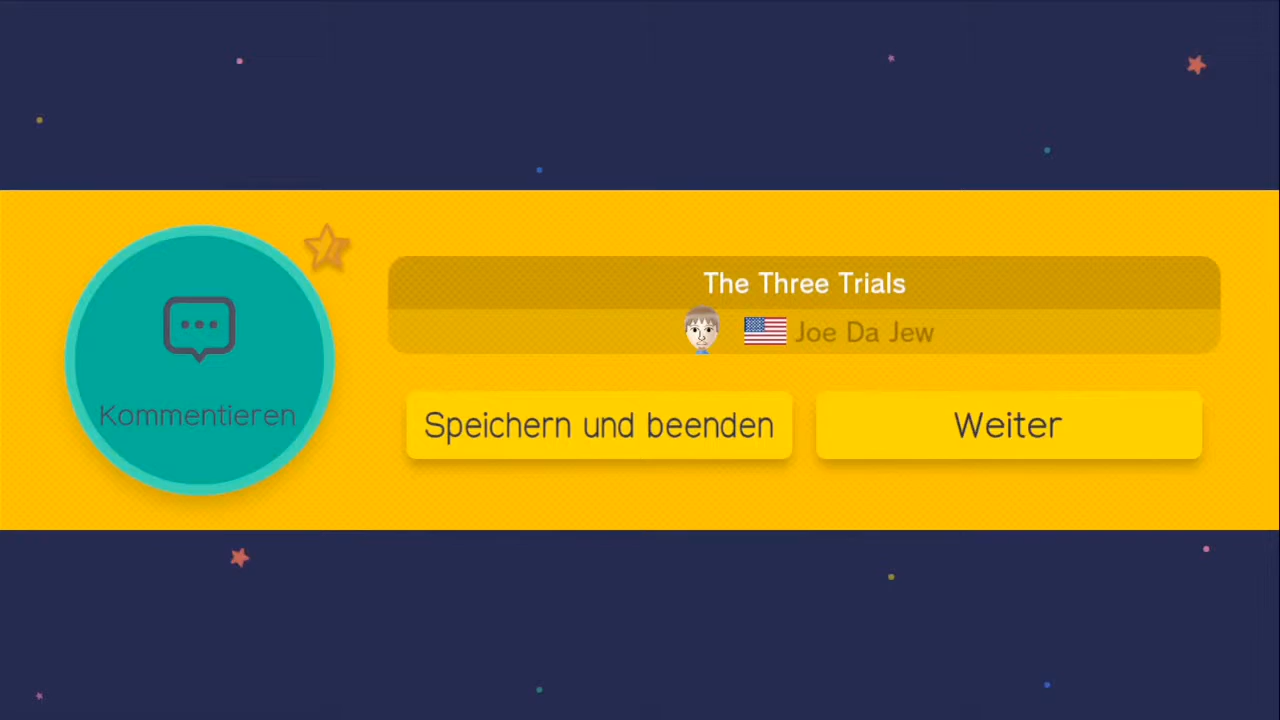 The Three Trials
Joe Da Jew
Kommentieren
Speichern und beenden
Weiter